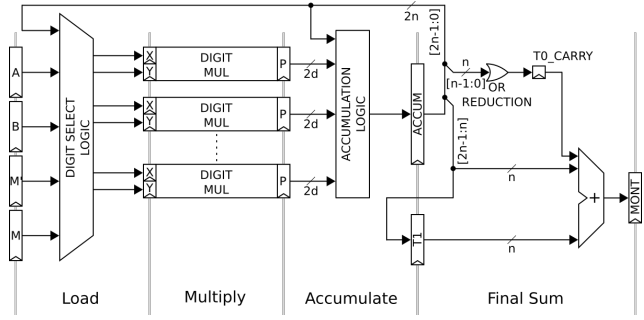 2n
[2n-1:0]
n
[n-1:0]
OR
REDUCTION
T0_CARRY
A
B
M'
M
DIGIT SELECT
LOGIC
X
Y
DIGIT
MUL
P
2d
X
Y
DIGIT
MUL
P
2d
X
Y
DIGIT
MUL
P
2d
ACCUMULATION
LOGIC
ACCUM
[2n-1:n]
n
T1
n
+
MONT
Load
Multiply
Accumulate
Final Sum